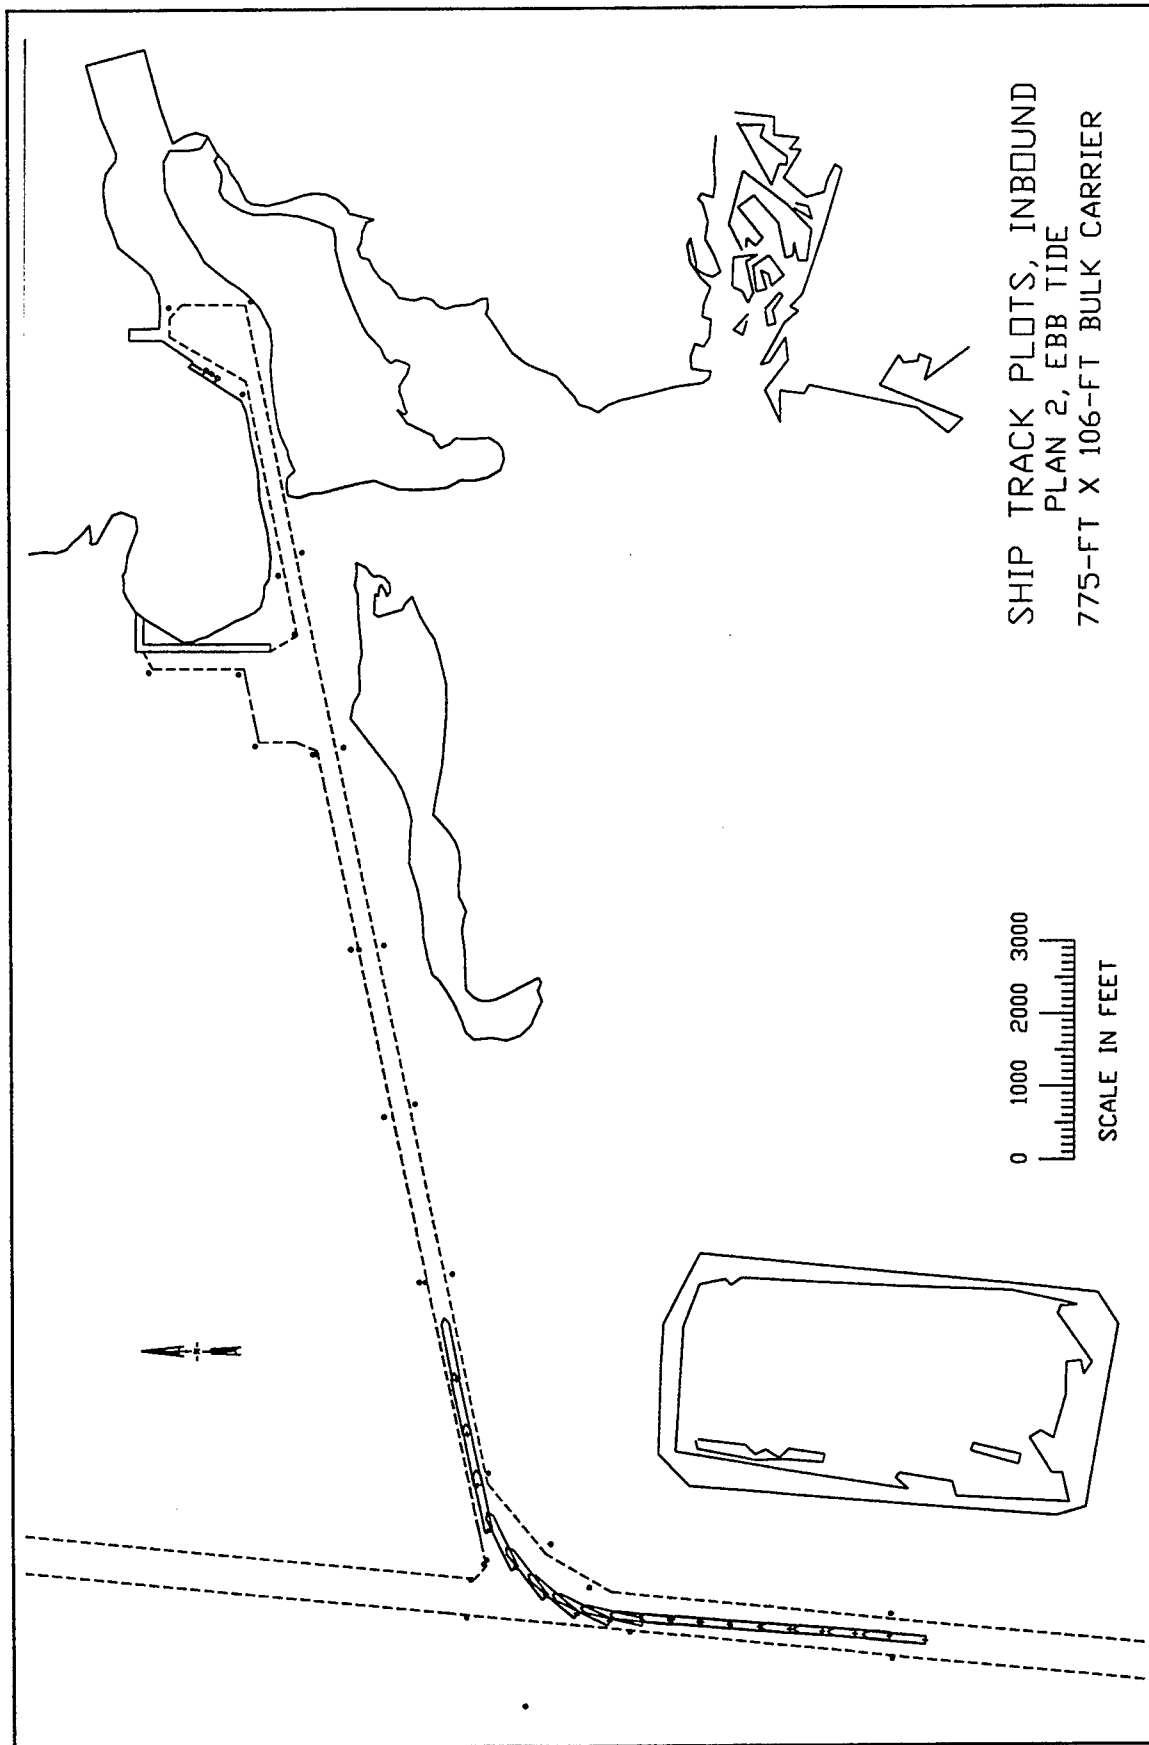 SHIP TRACK PLOTS, INBOUND
PLAN 2, EBB TIDE
775-FT X 106-FT BULK CARRIER
0 1000 2000 3000
SCALE IN FEET